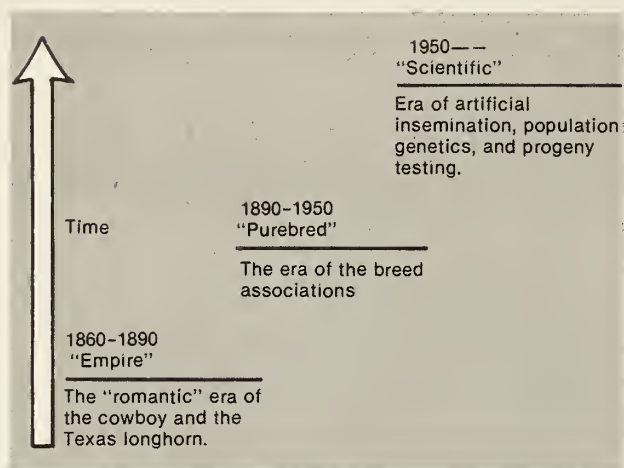 1950— –
“Scientific”
Era of artificial
insemination, population
genetics, and progeny
testing.
Time
1890–1950
“Purebred”
The era of the breed
associations
1860–1890
“Empire”
The “romantic” era of
the cowboy and the
Texas longhorn.